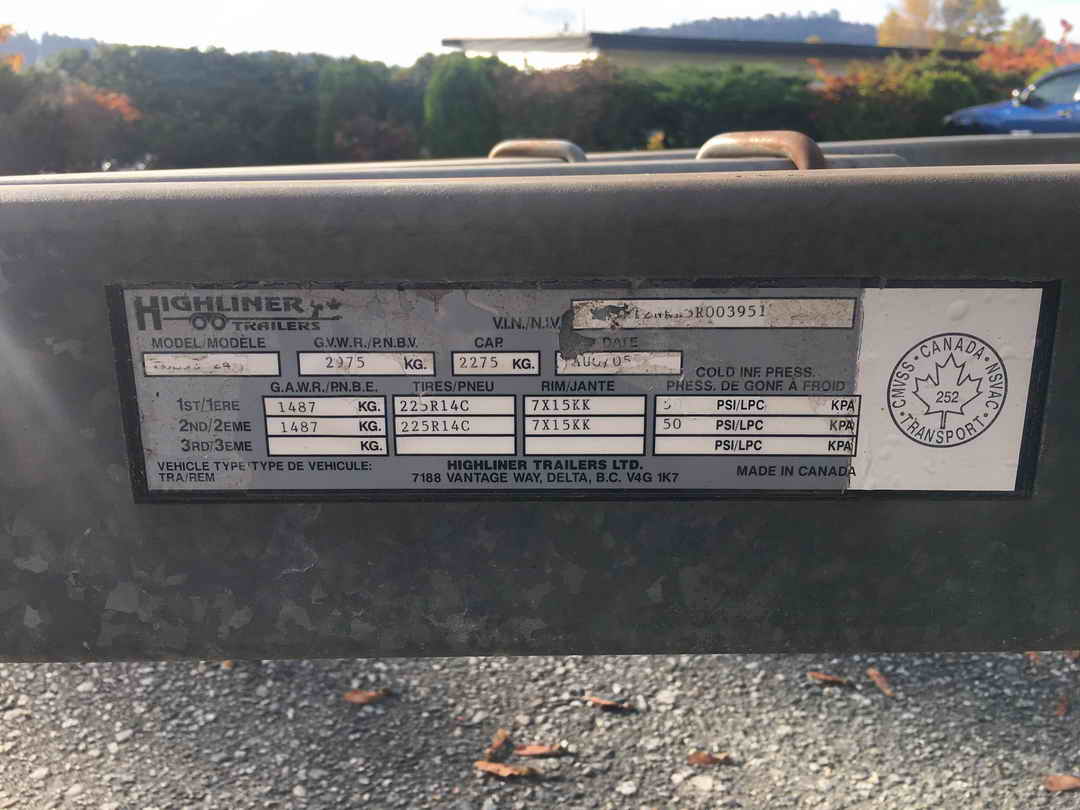 HIGHLINER
TRAILERS
V.I.N./N.I.V.
R003951
MODEL/MODÈLE G.V.W.R./P.N.B.V. CAP. DATE
2975 KG. 2275 KG. AUG/05
COLD INF. PRESS.
G.A.W.R./P.N.B.E. TIRES/PNEU RIM/JANTE PRESS. DE GONF. À FROID
1ST/1ERE 1487 KG. 225R14C 7X15KK PSI/LPC KPA
2ND/2EME 1487 KG. 225R14C 7X15KK 50 PSI/LPC KPA
3RD/3EME KG. PSI/LPC KPA
VEHICLE TYPE/TYPE DE VEHICULE:
TRA/REM
HIGHLINER TRAILERS LTD.
7188 VANTAGE WAY, DELTA, B.C. V4G 1K7
MADE IN CANADA
CMVSS · CANADA · NSVAC · TRANSPORT ·
252